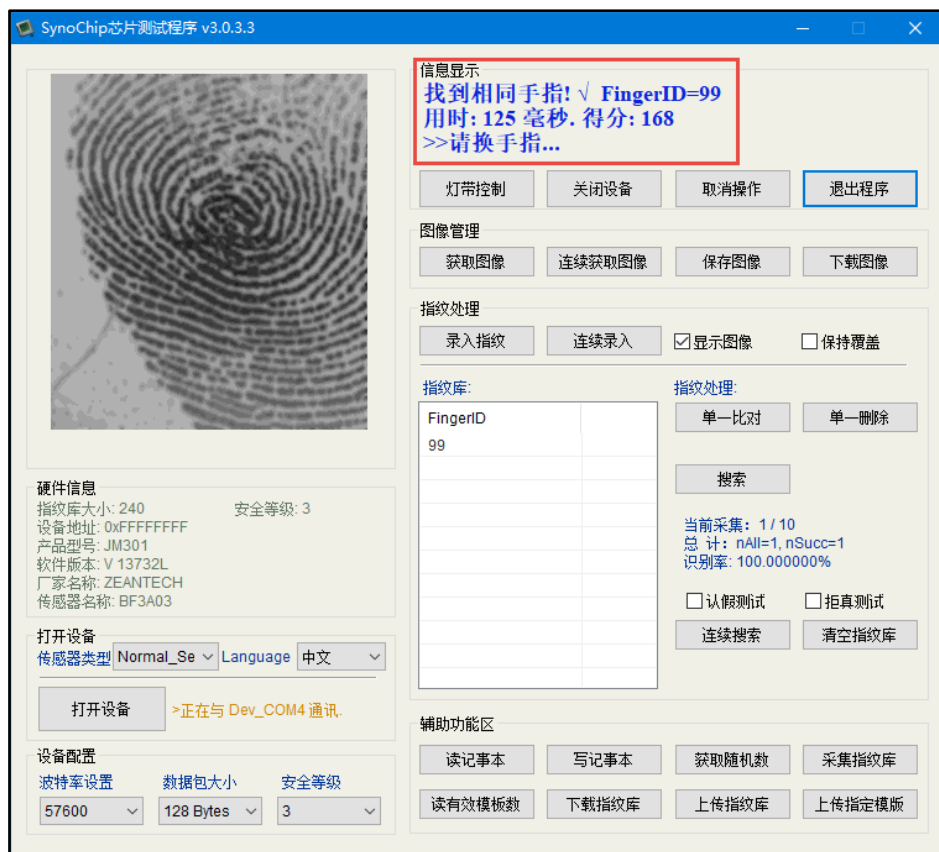 SynoChip芯片测试程序 v3.0.3.3
信息显示
找到相同手指! √ FingerID=99
用时: 125 毫秒. 得分: 168
>>请换手指...
灯带控制 关闭设备 取消操作 退出程序
图像管理
获取图像 连续获取图像 保存图像 下载图像
指纹处理
录入指纹 连续录入 显示图像 保持覆盖
指纹库:
FingerID
99
指纹处理:
单一比对 单一删除
搜索
当前采集: 1 / 10
总 计: nAll=1, nSucc=1
识别率: 100.000000%
认假测试 拒真测试
连续搜索 清空指纹库
硬件信息
指纹库大小: 240 安全等级: 3
设备地址: 0xFFFFFFFF
产品型号: JM301
软件版本: V 13732L
厂家名称: ZEANTECH
传感器名称: BF3A03
打开设备
传感器类型 Normal_Se Language 中文
打开设备 >正在与 Dev_COM4 通讯.
设备配置
波特率设置 数据包大小 安全等级
57600 128 Bytes 3
辅助功能区
读记事本 写记事本 获取随机数 采集指纹库
读有效模板数 下载指纹库 上传指纹库 上传指定模版